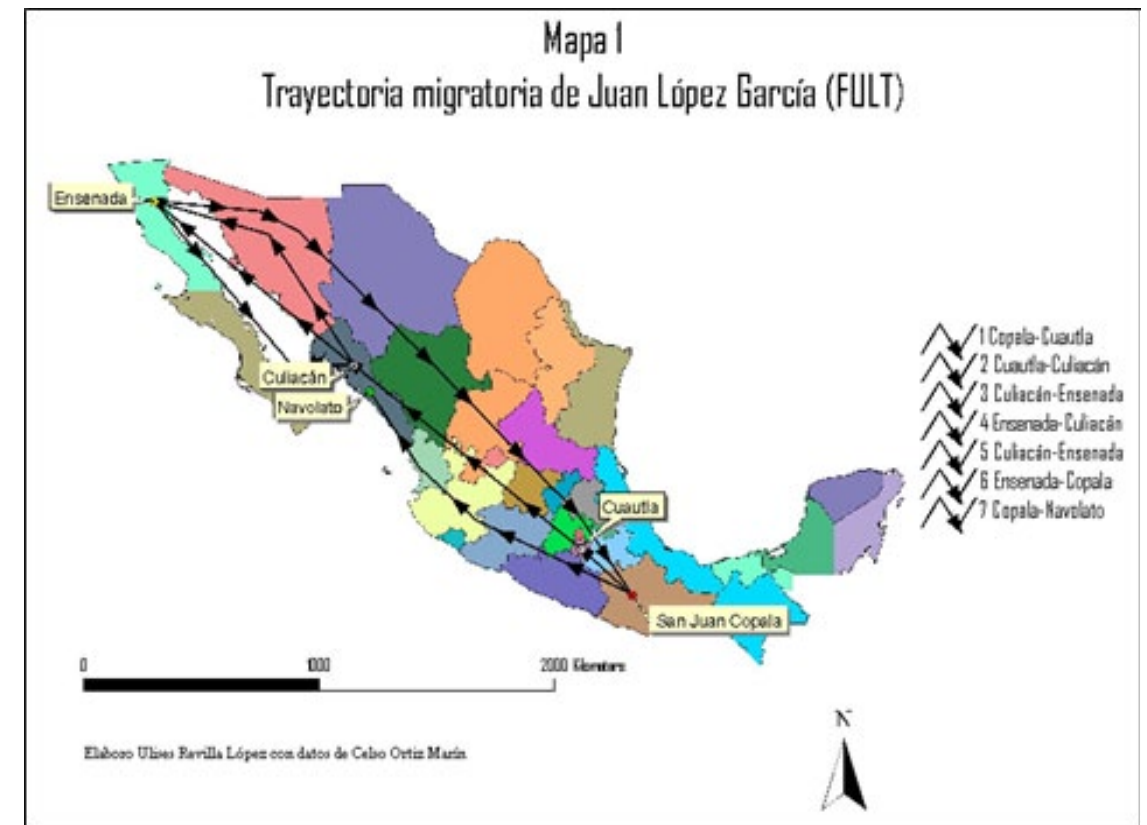 Mapa 1
Trayectoria migratoria de Juan López García (FULT)
Ensenada
Culiacán
Navolato
Cuautla
San Juan Copala
1 Copala-Cuautla
2 Cuautla-Culiacán
3 Culiacán-Ensenada
4 Ensenada-Culiacán
5 Culiacán-Ensenada
6 Ensenada-Copala
7 Copala-Navolato
0 1000 2000 Kilometers
N
Elaboro Ulises Revilla López con datos de Celso Ortiz Marín